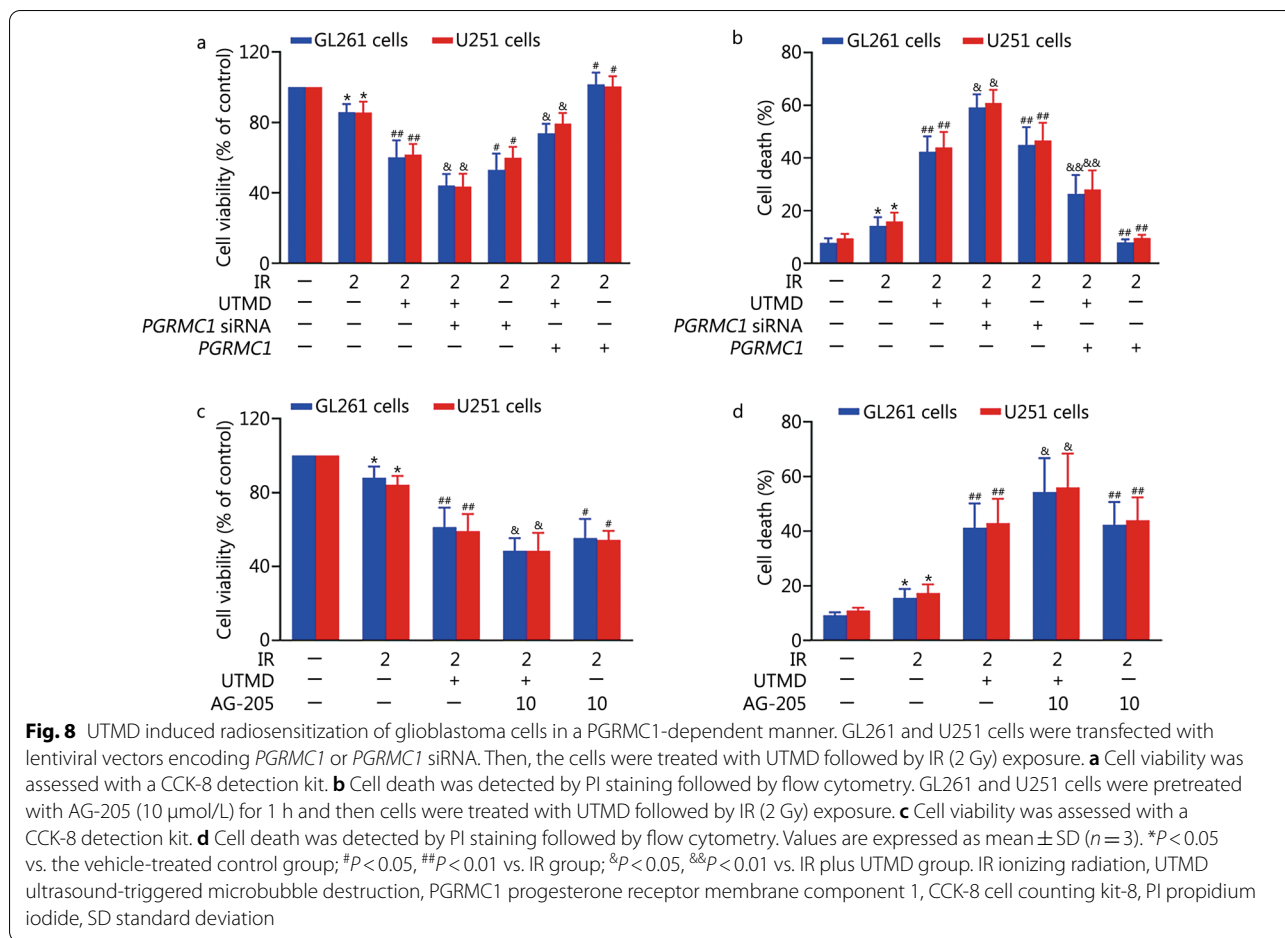 a
GL261 cells U251 cells
Cell viability (% of control)
120
80
40
0
* * ## ## & & # # & & # #
IR — 2 2 2 2 2 2
UTMD — — + + — + —
PGRMC1 siRNA — — — + + — —
PGRMC1 — — — — — + +
b
GL261 cells U251 cells
Cell death (%)
80
60
40
20
0
* * ## ## & & ## ## && && ## ##
IR — 2 2 2 2 2 2
UTMD — — + + — + —
PGRMC1 siRNA — — — + + — —
PGRMC1 — — — — — + +
c
GL261 cells U251 cells
Cell viability (% of control)
120
80
40
0
* * ## ## & & # #
IR — 2 2 2 2
UTMD — — + + —
AG-205 — — — 10 10
d
GL261 cells U251 cells
Cell death (%)
80
60
40
20
0
* * ## ## & & ## ##
IR — 2 2 2 2
UTMD — — + + —
AG-205 — — — 10 10
Fig. 8 UTMD induced radiosensitization of glioblastoma cells in a PGRMC1-dependent manner. GL261 and U251 cells were transfected with
lentiviral vectors encoding PGRMC1 or PGRMC1 siRNA. Then, the cells were treated with UTMD followed by IR (2 Gy) exposure. a Cell viability was
assessed with a CCK-8 detection kit. b Cell death was detected by PI staining followed by flow cytometry. GL261 and U251 cells were pretreated
with AG-205 (10 μmol/L) for 1 h and then cells were treated with UTMD followed by IR (2 Gy) exposure. c Cell viability was assessed with a
CCK-8 detection kit. d Cell death was detected by PI staining followed by flow cytometry. Values are expressed as mean ± SD (n = 3). *P < 0.05
vs. the vehicle-treated control group; #P < 0.05, ##P < 0.01 vs. IR group; &P < 0.05, &&P < 0.01 vs. IR plus UTMD group. IR ionizing radiation, UTMD
ultrasound-triggered microbubble destruction, PGRMC1 progesterone receptor membrane component 1, CCK-8 cell counting kit-8, PI propidium
iodide, SD standard deviation